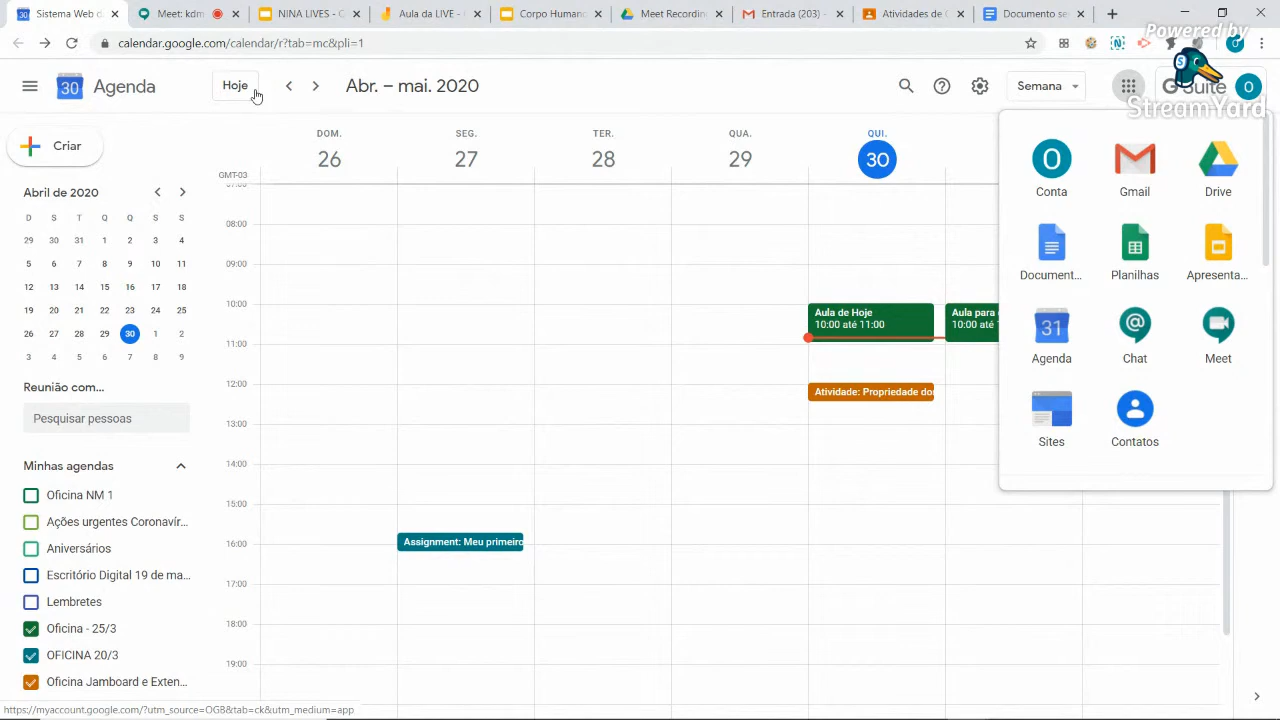 Sistema Web d
Meet: tur
NINA LIVES - C
Aula da LIVE
Corpo Human
Meet Recordin
Entrada (203) -
Atividades de C
Documento se
calendar.google.com/calendar/r?tab=mc&pli=1
Powered by
StreamYard
30 Agenda
Hoje
Abr. – mai. 2020
Semana
G Suite
O
Criar
DOM. SEG. TER. QUA. QUI.
26 27 28 29 30
GMT-03
Abril de 2020
D S T Q Q S S
29 30 31 1 2 3 4
5 6 7 8 9 10 11
12 13 14 15 16 17 18
19 20 21 22 23 24 25
26 27 28 29 30 1 2
3 4 5 6 7 8 9
Reunião com...
Pesquisar pessoas
Minhas agendas
Oficina NM 1
Ações urgentes Coronavír...
Aniversários
Escritório Digital 19 de ma...
Lembretes
Oficina - 25/3
OFICINA 20/3
Oficina Jamboard e Exten...
07:00
08:00
09:00
10:00
11:00
12:00
13:00
14:00
15:00
16:00
17:00
18:00
19:00
Aula de Hoje
10:00 até 11:00
Aula para
10:00 até
Atividade: Propriedade do
Assignment: Meu primeiro
O
Conta
Gmail
Drive
Document...
Planilhas
Apresenta...
31
Agenda
Chat
Meet
Sites
Contatos
https://myaccount.google.com/?utm_source=OGB&tab=ck&utm_medium=app